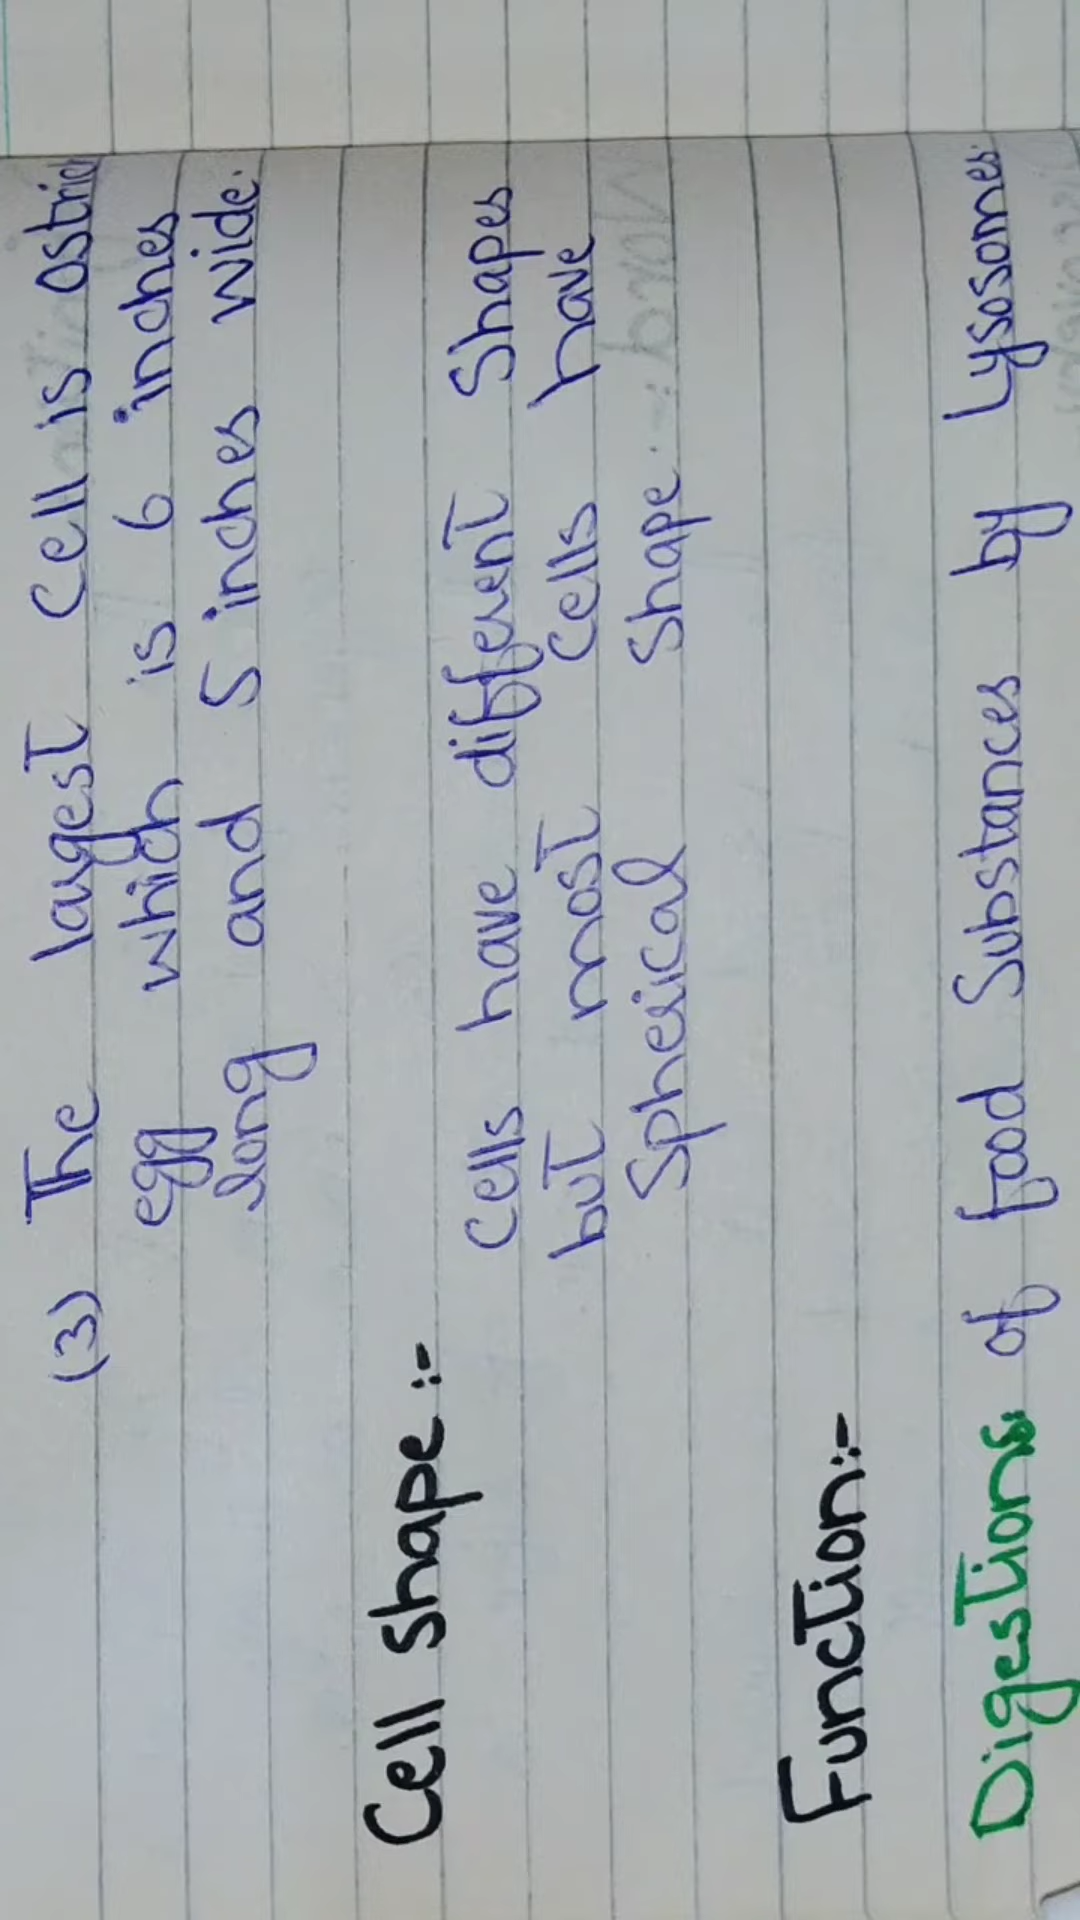 (3) The largest Cell is Ostrich
egg which is 6 inches
long and 5 inches wide.
Cell shape :-
Cells have different Shapes
but most Cells have
Spherical Shape.
Function:-
Digestions: of food Substances by Lysosomes.